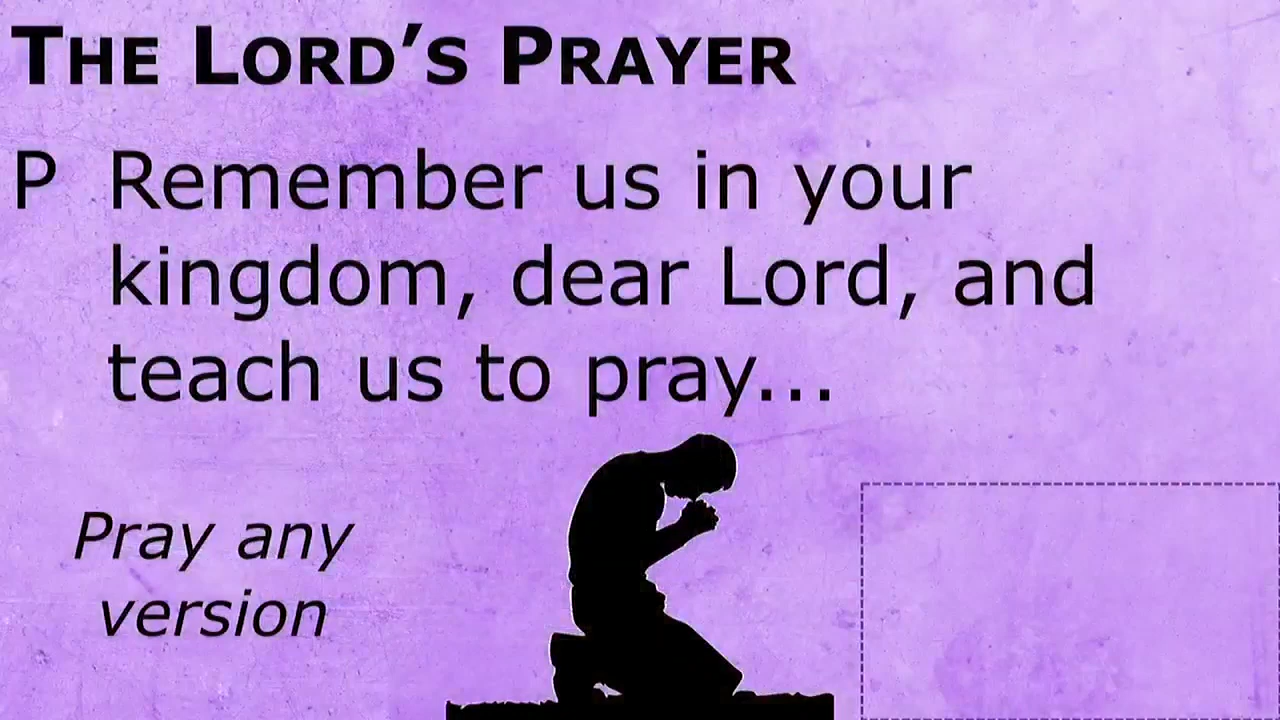 THE LORD’S PRAYER
P Remember us in your
kingdom, dear Lord, and
teach us to pray...
Pray any
version